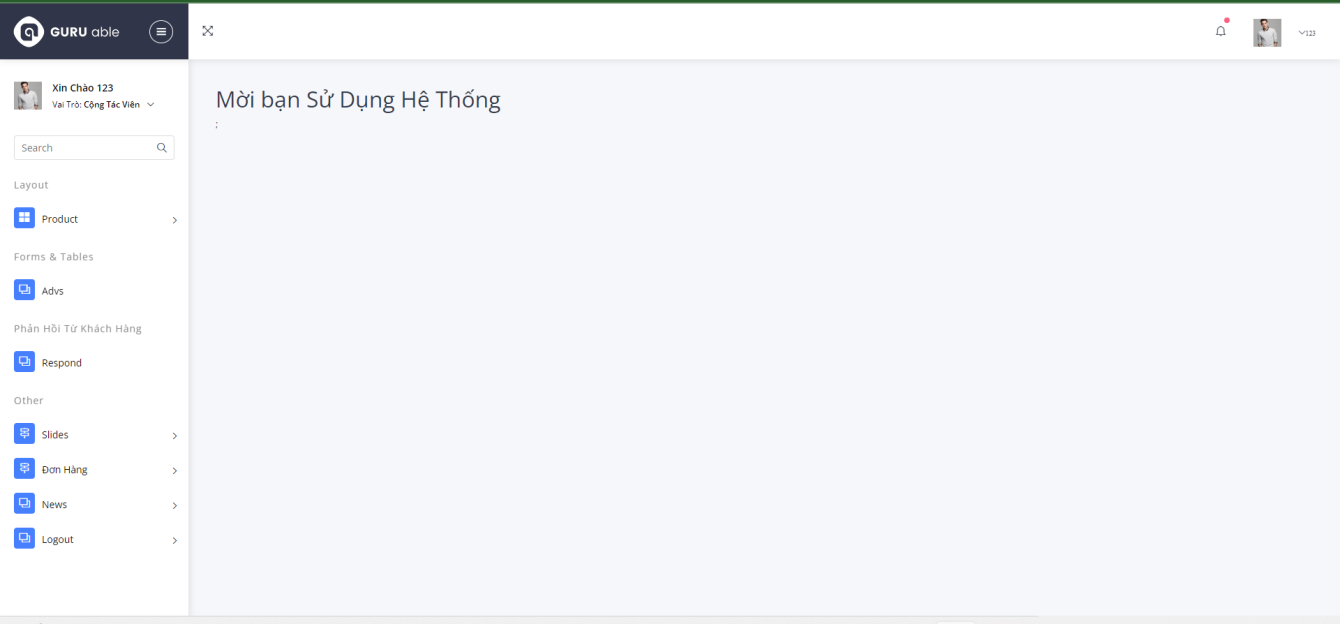 GURU able
123
Xin Chào 123
Vai Trò: Cộng Tác Viên
Search
Layout
Product
Forms & Tables
Advs
Phản Hồi Từ Khách Hàng
Respond
Other
Slides
Đơn Hàng
News
Logout
Mời bạn Sử Dụng Hệ Thống
;